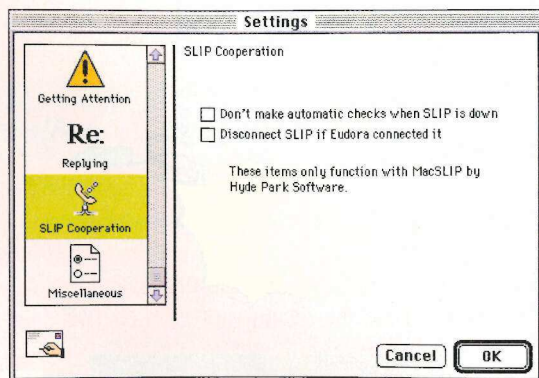 Settings
Getting Attention
Re:
Replying
SLIP Cooperation
Miscellaneous
SLIP Cooperation
Don't make automatic checks when SLIP is down
Disconnect SLIP if Eudora connected it
These items only function with MacSLIP by
Hyde Park Software.
Cancel
OK